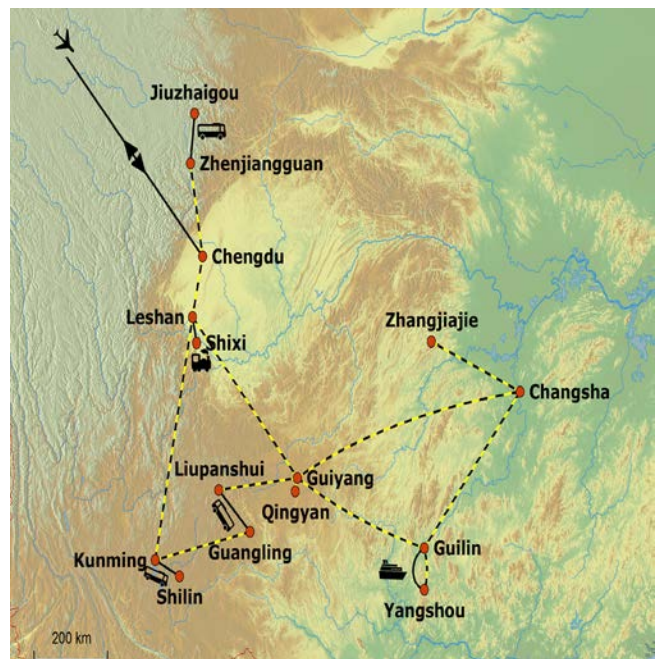 Jiuzhaigou
Zhenjiangguan
Chengdu
Leshan
Shixi
Zhangjiajie
Changsha
Liupanshui
Guiyang
Qingyan
Guangling
Guilin
Kunming
Shilin
Yangshou
200 km